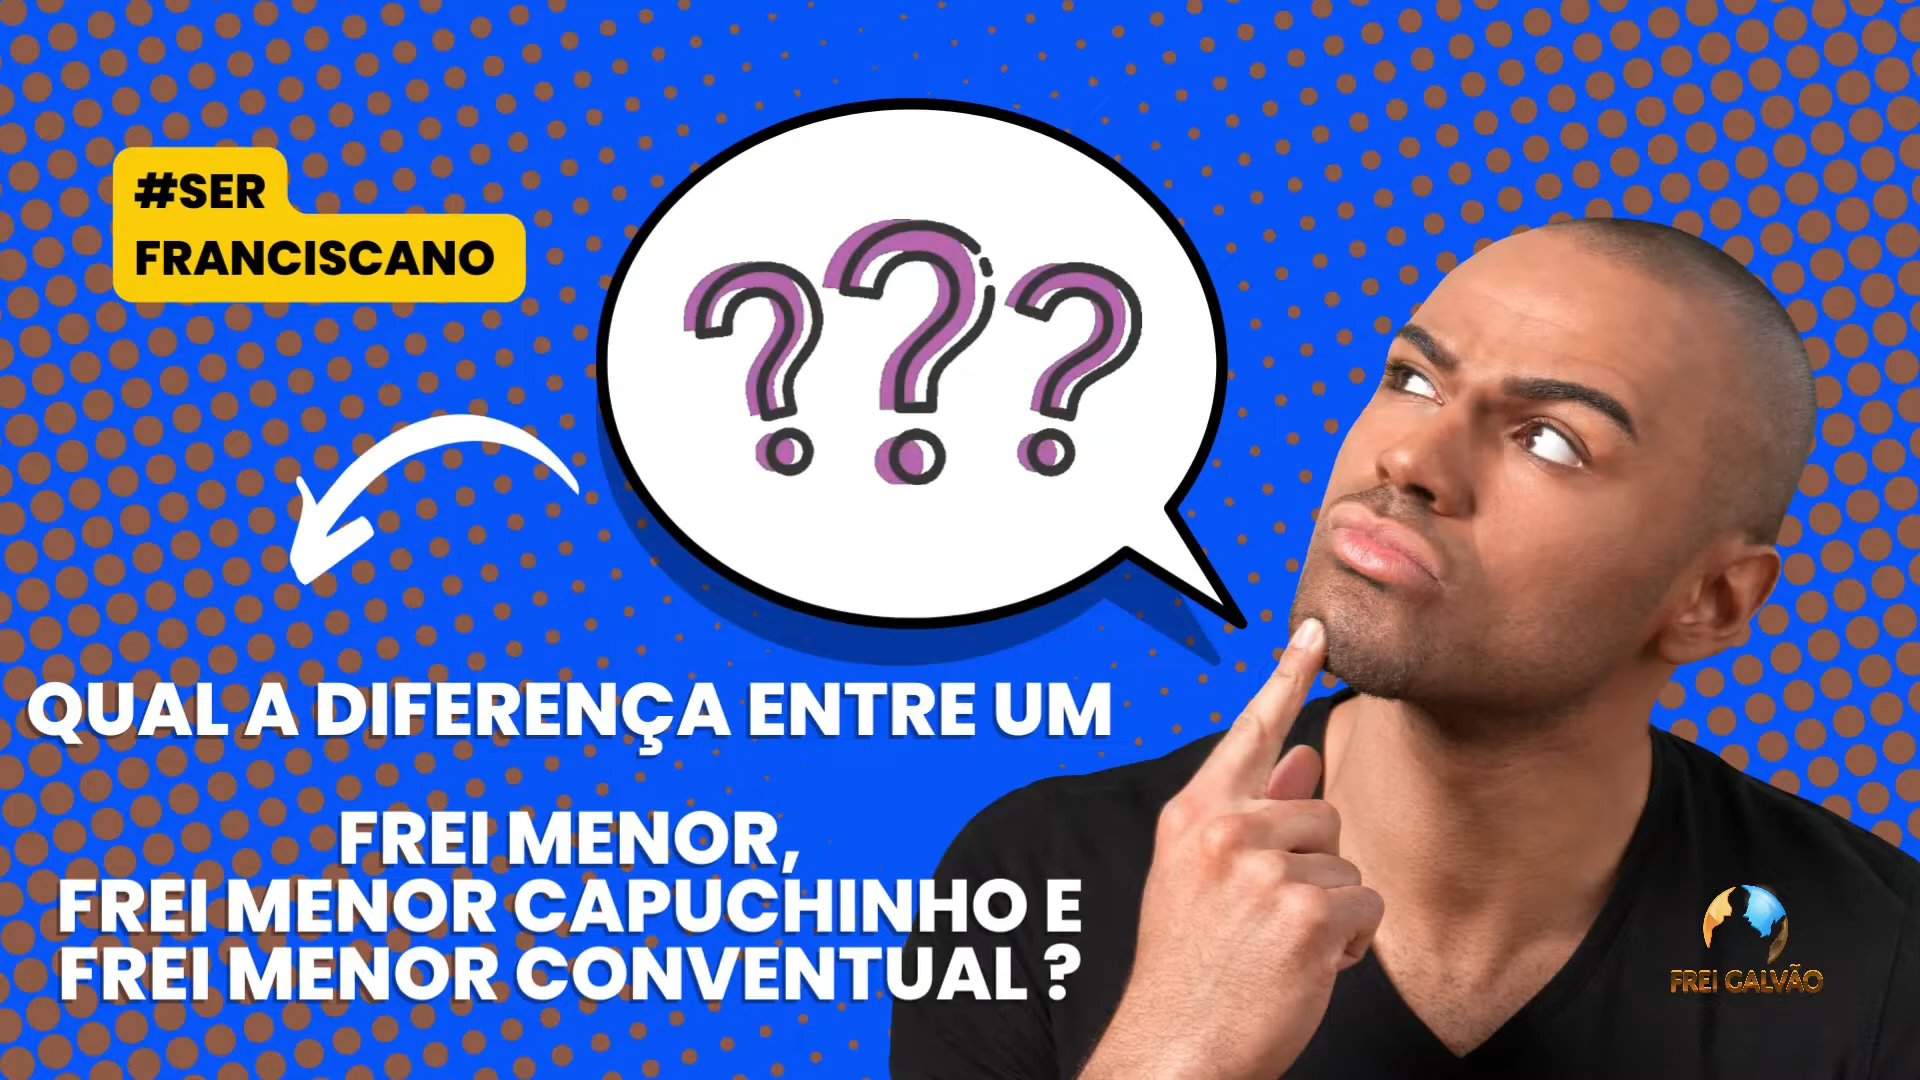 #SER
FRANCISCANO
QUAL A DIFERENÇA ENTRE UM
FREI MENOR,
FREI MENOR CAPUCHINHO E
FREI MENOR CONVENTUAL ?
FREI GALVÃO